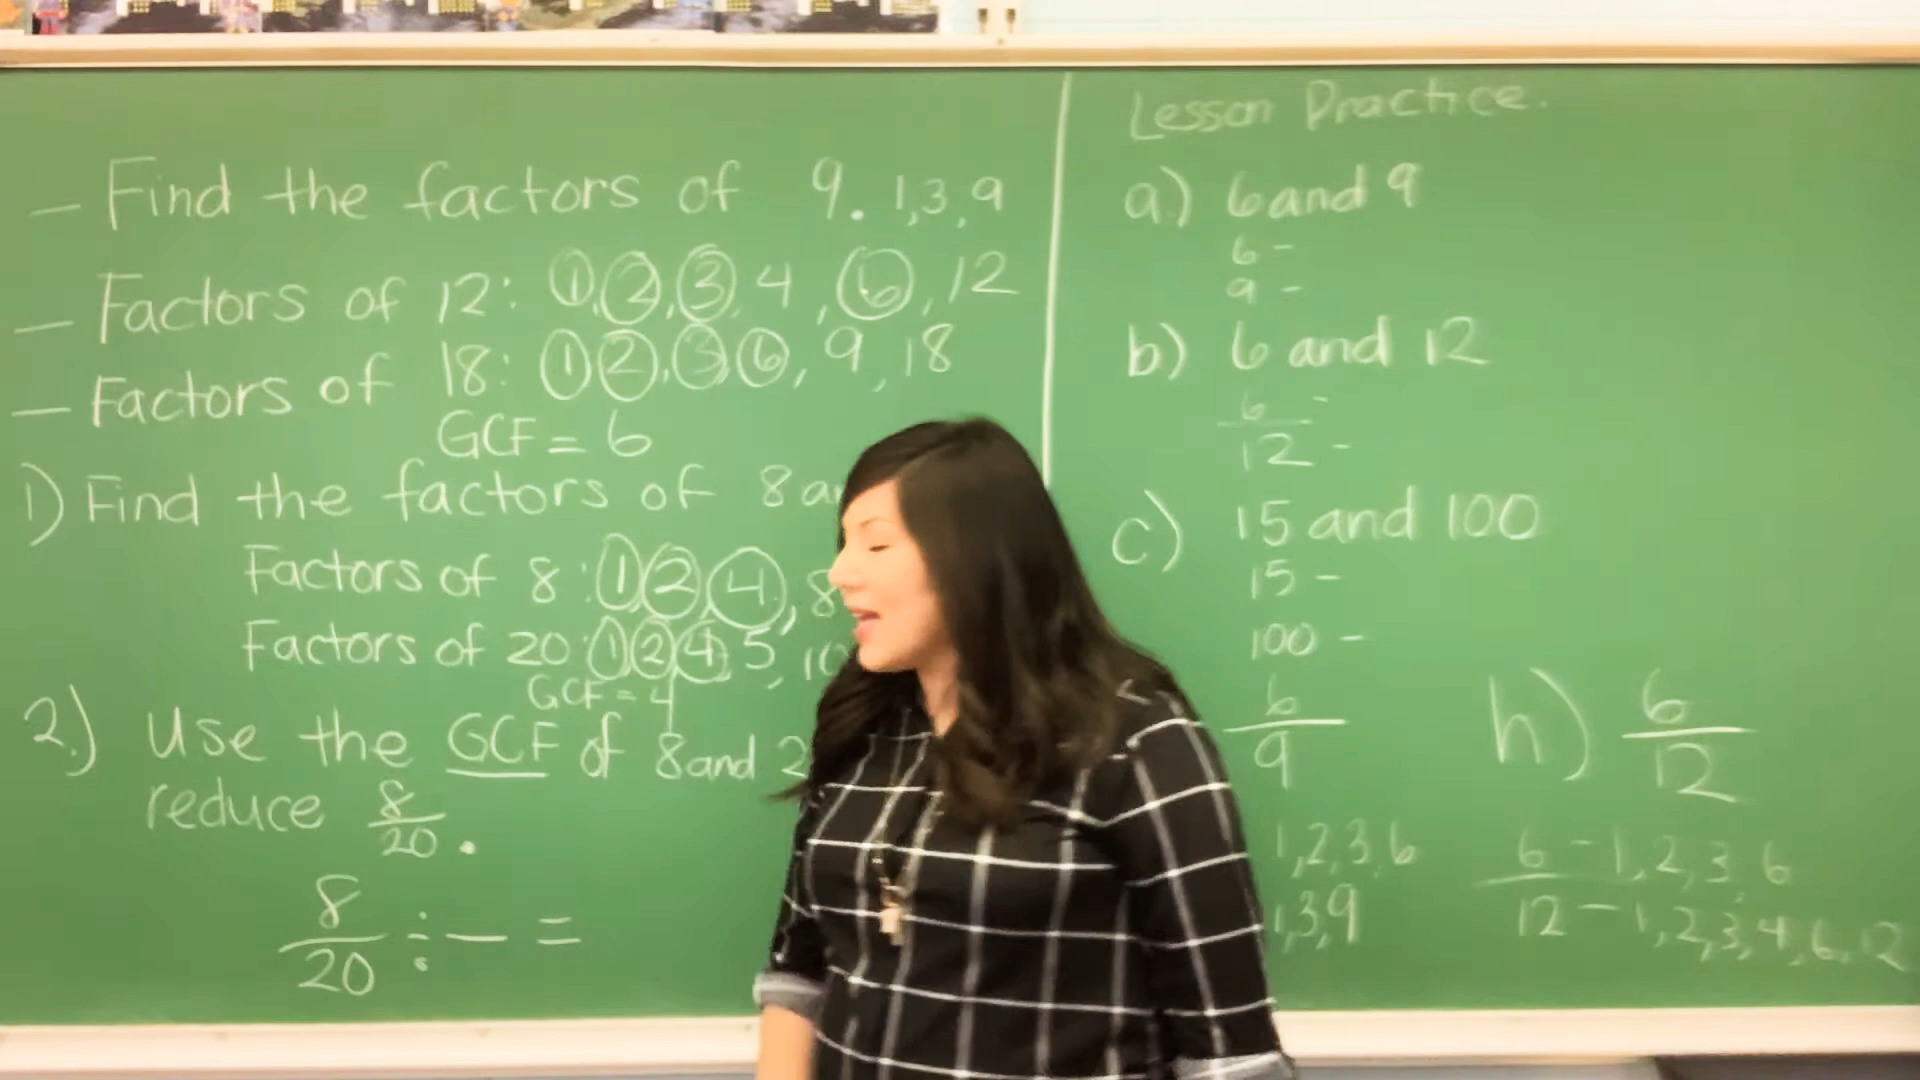 — Find the factors of 9. 1,3,9
— Factors of 12: 1,2,3,4,6,12
— Factors of 18: 1,2,3,6,9,18
GCF = 6
1) Find the factors of 8
Factors of 8: 1,2,4,8
Factors of 20: 1,2,4,5,10
GCF = 4
2.) Use the GCF of 8 and
reduce 8/20.
8/20 ÷ — =
Lesson Practice.
a.) 6 and 9
6 -
9 -
b) 6 and 12
6 -
12 -
c) 15 and 100
15 -
100 -
6/9
1,2,3,6
1,3,9
h) 6/12
6 - 1,2,3,6
12 - 1,2,3,4,6,12